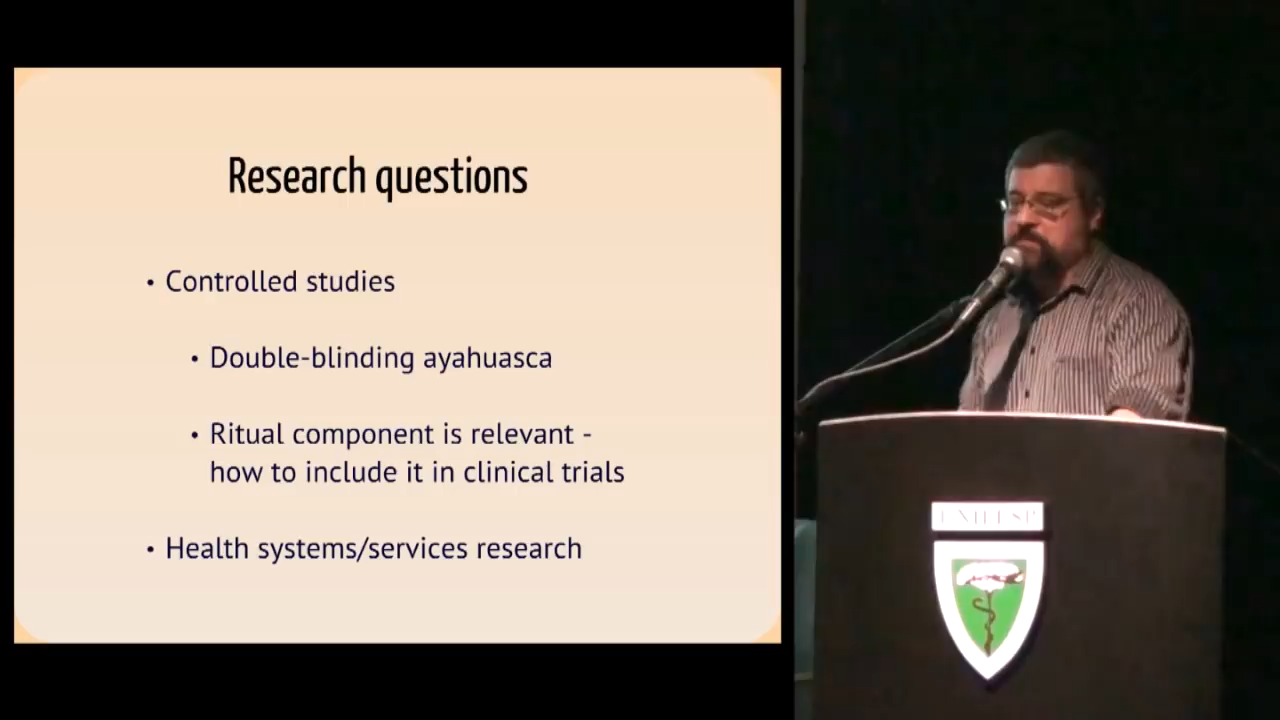 Research questions
• Controlled studies
• Double-blinding ayahuasca
• Ritual component is relevant -
how to include it in clinical trials
• Health systems/services research